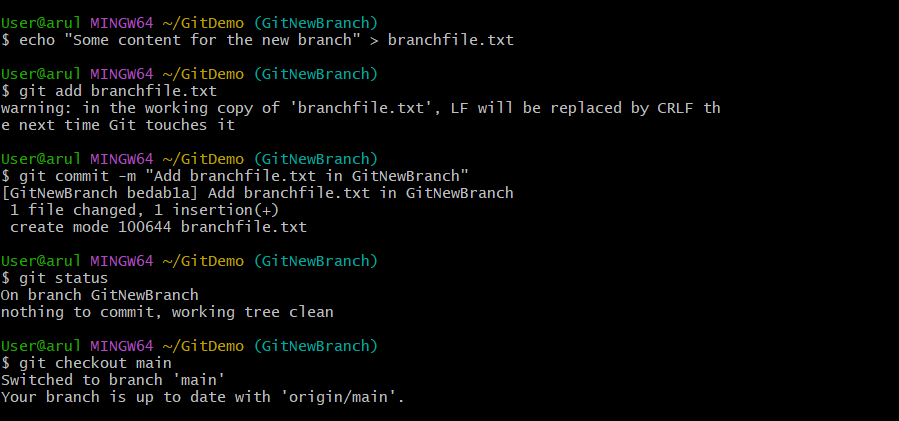 User@arul MINGW64 ~/GitDemo (GitNewBranch)
$ echo "Some content for the new branch" > branchfile.txt
User@arul MINGW64 ~/GitDemo (GitNewBranch)
$ git add branchfile.txt
warning: in the working copy of 'branchfile.txt', LF will be replaced by CRLF th
e next time Git touches it
User@arul MINGW64 ~/GitDemo (GitNewBranch)
$ git commit -m "Add branchfile.txt in GitNewBranch"
[GitNewBranch bedab1a] Add branchfile.txt in GitNewBranch
 1 file changed, 1 insertion(+)
 create mode 100644 branchfile.txt
User@arul MINGW64 ~/GitDemo (GitNewBranch)
$ git status
On branch GitNewBranch
nothing to commit, working tree clean
User@arul MINGW64 ~/GitDemo (GitNewBranch)
$ git checkout main
Switched to branch 'main'
Your branch is up to date with 'origin/main'.